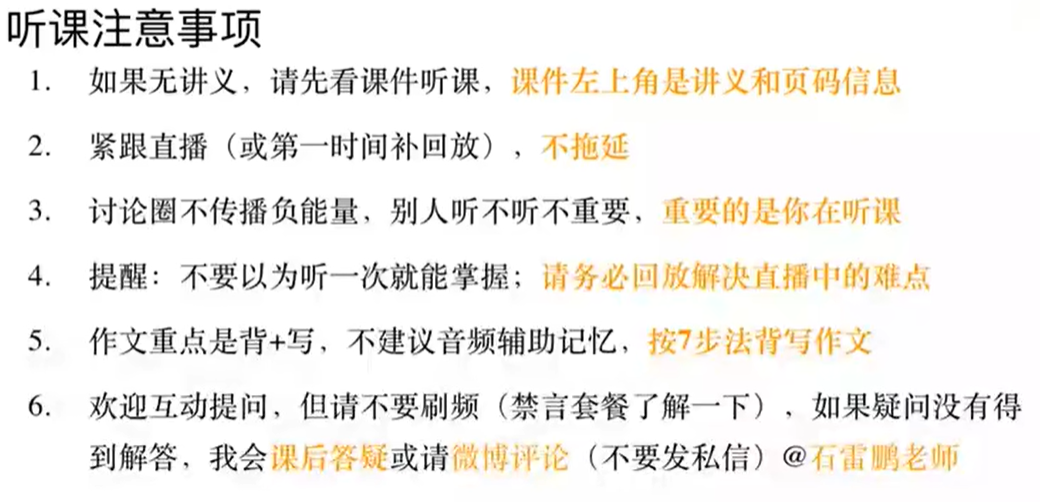 听课注意事项
1. 如果无讲义，请先看课件听课，课件左上角是讲义和页码信息
2. 紧跟直播（或第一时间补回放），不拖延
3. 讨论圈不传播负能量，别人听不听不重要，重要的是你在听课
4. 提醒：不要以为听一次就能掌握；请务必回放解决直播中的难点
5. 作文重点是背+写，不建议音频辅助记忆，按7步法背写作文
6. 欢迎互动提问，但请不要刷频（禁言套餐了解一下），如果疑问没有得
到解答，我会课后答疑或请微博评论（不要发私信）@石雷鹏老师